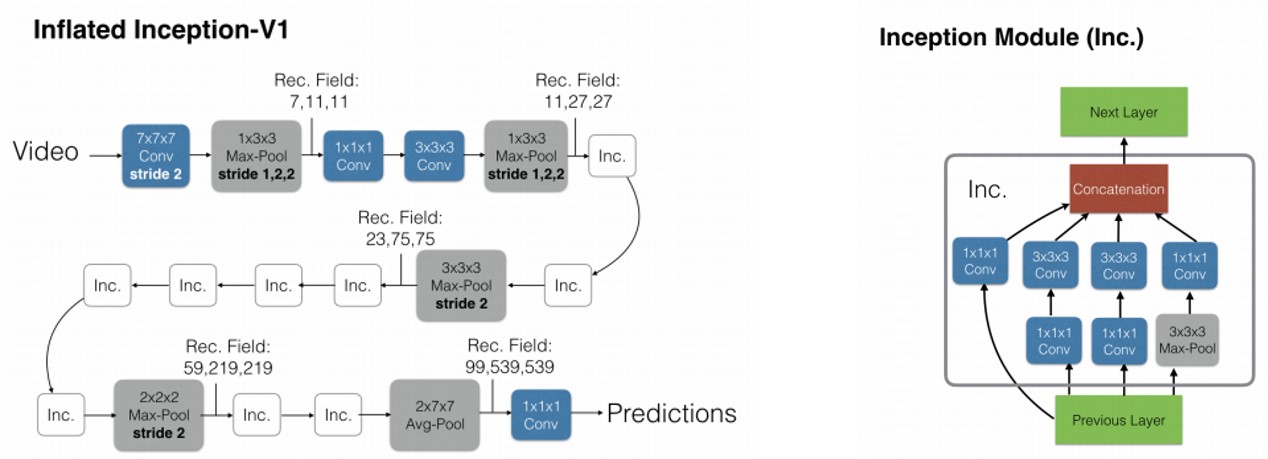 Inflated Inception-V1
Rec. Field:
7,11,11
Rec. Field:
11,27,27
Video
7x7x7
Conv
stride 2
1x3x3
Max-Pool
stride 1,2,2
1x1x1
Conv
3x3x3
Conv
1x3x3
Max-Pool
stride 1,2,2
Inc.
Rec. Field:
23,75,75
Inc.
Inc.
Inc.
Inc.
3x3x3
Max-Pool
stride 2
Inc.
Rec. Field:
59,219,219
Rec. Field:
99,539,539
Inc.
2x2x2
Max-Pool
stride 2
Inc.
Inc.
2x7x7
Avg-Pool
1x1x1
Conv
Predictions
Inception Module (Inc.)
Next Layer
Inc.
Concatenation
1x1x1
Conv
3x3x3
Conv
3x3x3
Conv
1x1x1
Conv
1x1x1
Conv
1x1x1
Conv
3x3x3
Max-Pool
Previous Layer